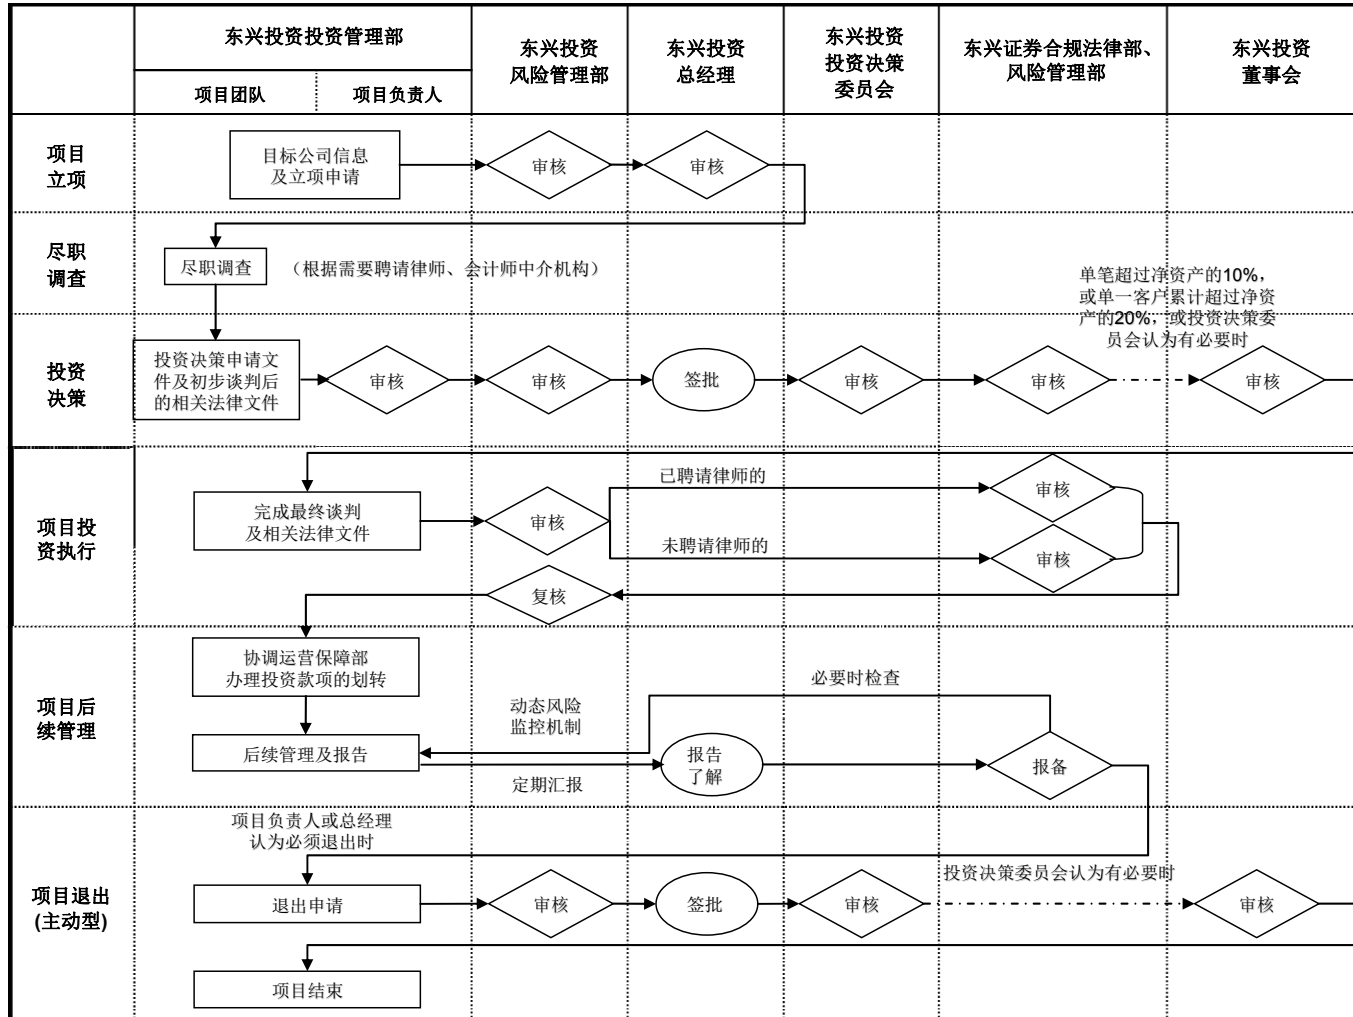 东兴投资投资管理部
项目团队
项目负责人
东兴投资
风险管理部
东兴投资
总经理
东兴投资
投资决策
委员会
东兴证券合规法律部、
风险管理部
东兴投资
董事会
项目
立项
目标公司信息
及立项申请
审核
审核
尽职
调查
尽职调查
（根据需要聘请律师、会计师中介机构）
单笔超过净资产的10%，
或单一客户累计超过净资
产的20%，或投资决策委
员会认为有必要时
投资
决策
投资决策申请文
件及初步谈判后
的相关法律文件
审核
审核
签批
审核
审核
审核
项目投
资执行
完成最终谈判
及相关法律文件
审核
已聘请律师的
审核
未聘请律师的
审核
复核
项目后
续管理
协调运营保障部
办理投资款项的划转
动态风险
监控机制
必要时检查
后续管理及报告
定期汇报
报告
了解
报备
项目退出
(主动型)
项目负责人或总经理
认为必须退出时
退出申请
审核
签批
审核
投资决策委员会认为有必要时
审核
项目结束